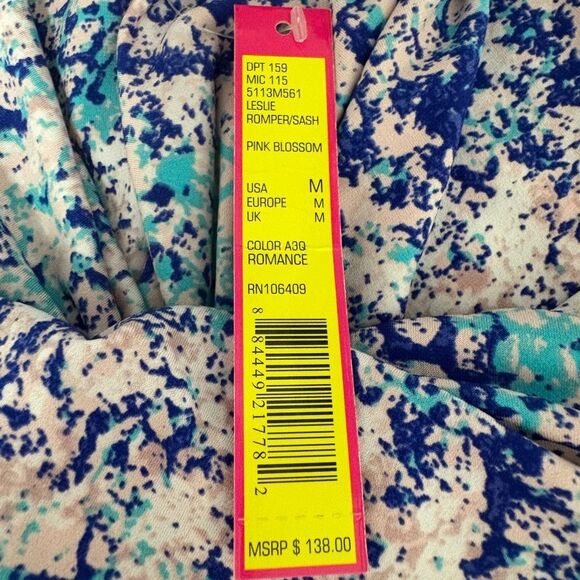 DPT 159
MIC 115
5113M561
LESLIE
ROMPER/SASH
PINK BLOSSOM
USA M
EUROPE M
UK M
COLOR A3Q
ROMANCE
RN106409
8 84449 21778 2
MSRP $ 138.00